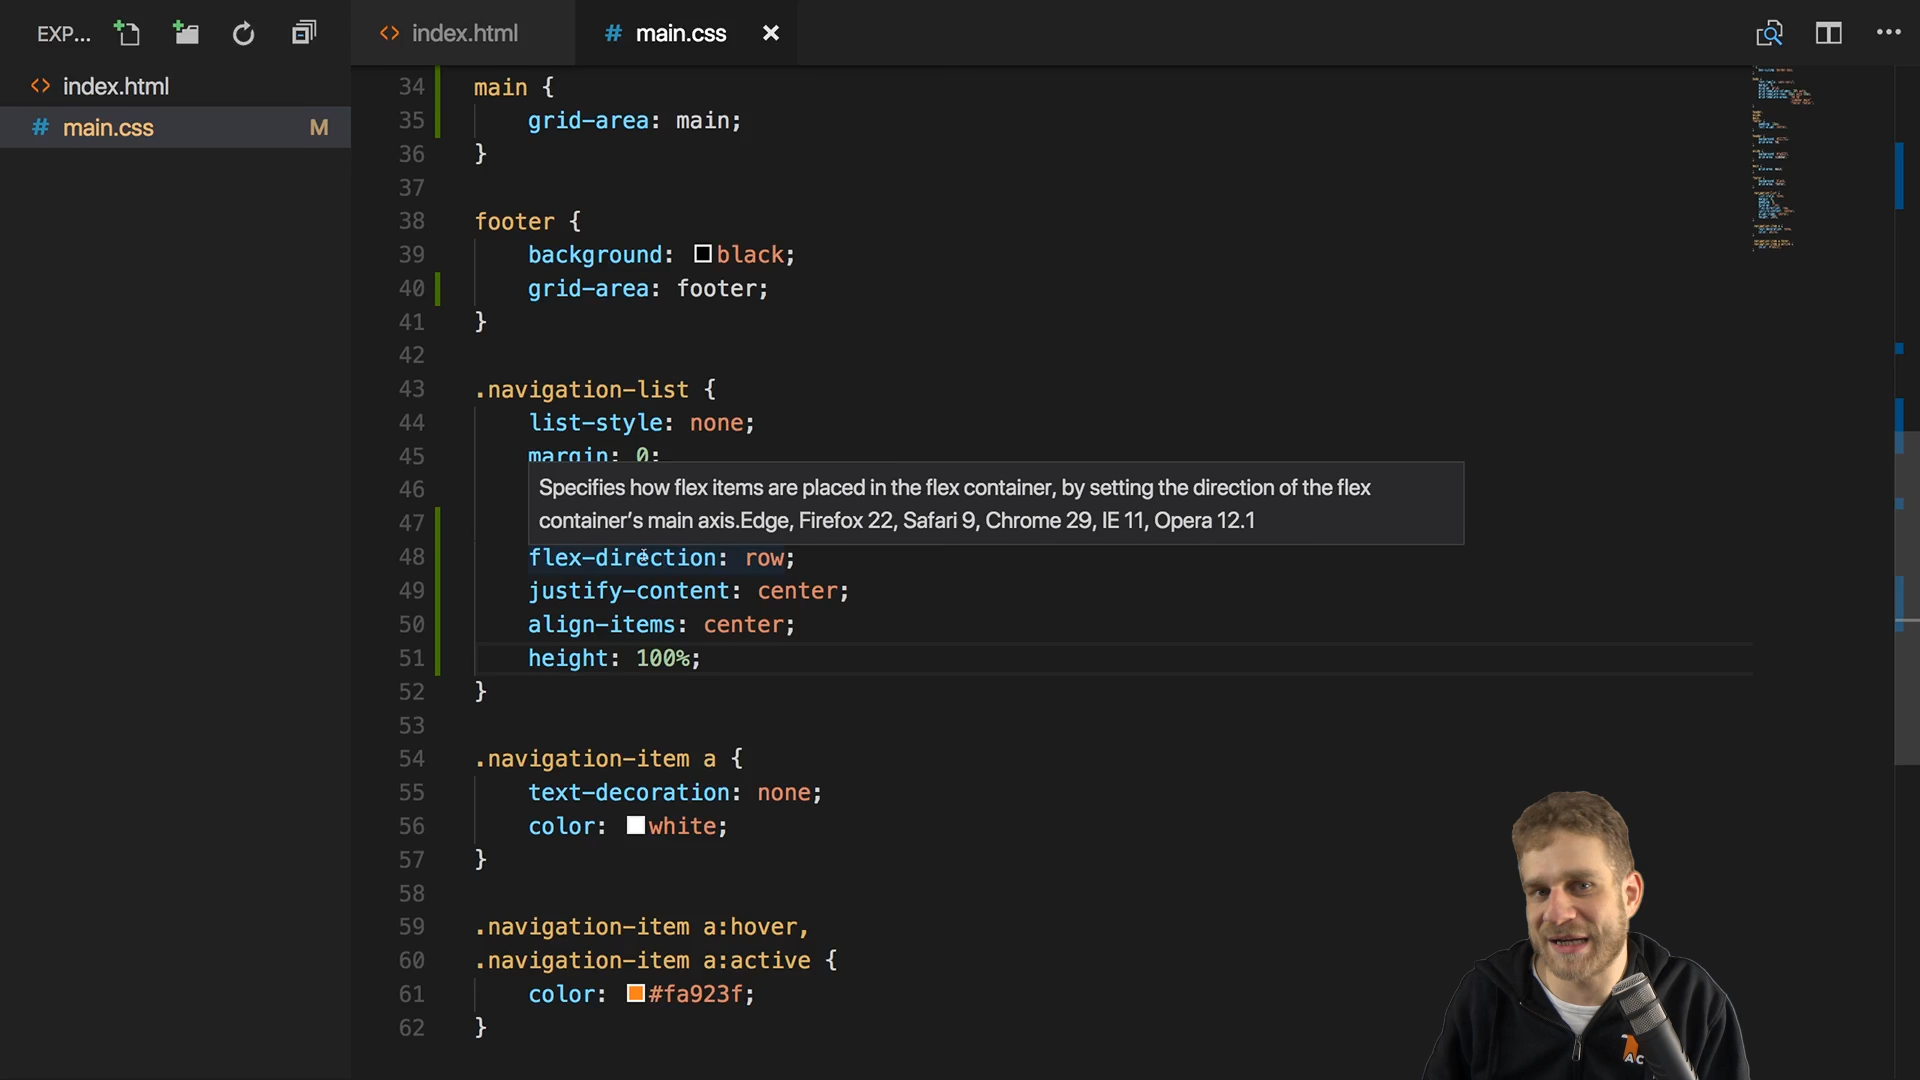 EXP...
index.html
main.css
index.html
main.css M
34 main {
35 grid-area: main;
36 }
37
38 footer {
39 background: black;
40 grid-area: footer;
41 }
42
43 .navigation-list {
44 list-style: none;
45 margin: 0;
46
47
Specifies how flex items are placed in the flex container, by setting the direction of the flex
container's main axis.Edge, Firefox 22, Safari 9, Chrome 29, IE 11, Opera 12.1
48 flex-direction: row;
49 justify-content: center;
50 align-items: center;
51 height: 100%;
52 }
53
54 .navigation-item a {
55 text-decoration: none;
56 color: white;
57 }
58
59 .navigation-item a:hover,
60 .navigation-item a:active {
61 color: #fa923f;
62 }
AC